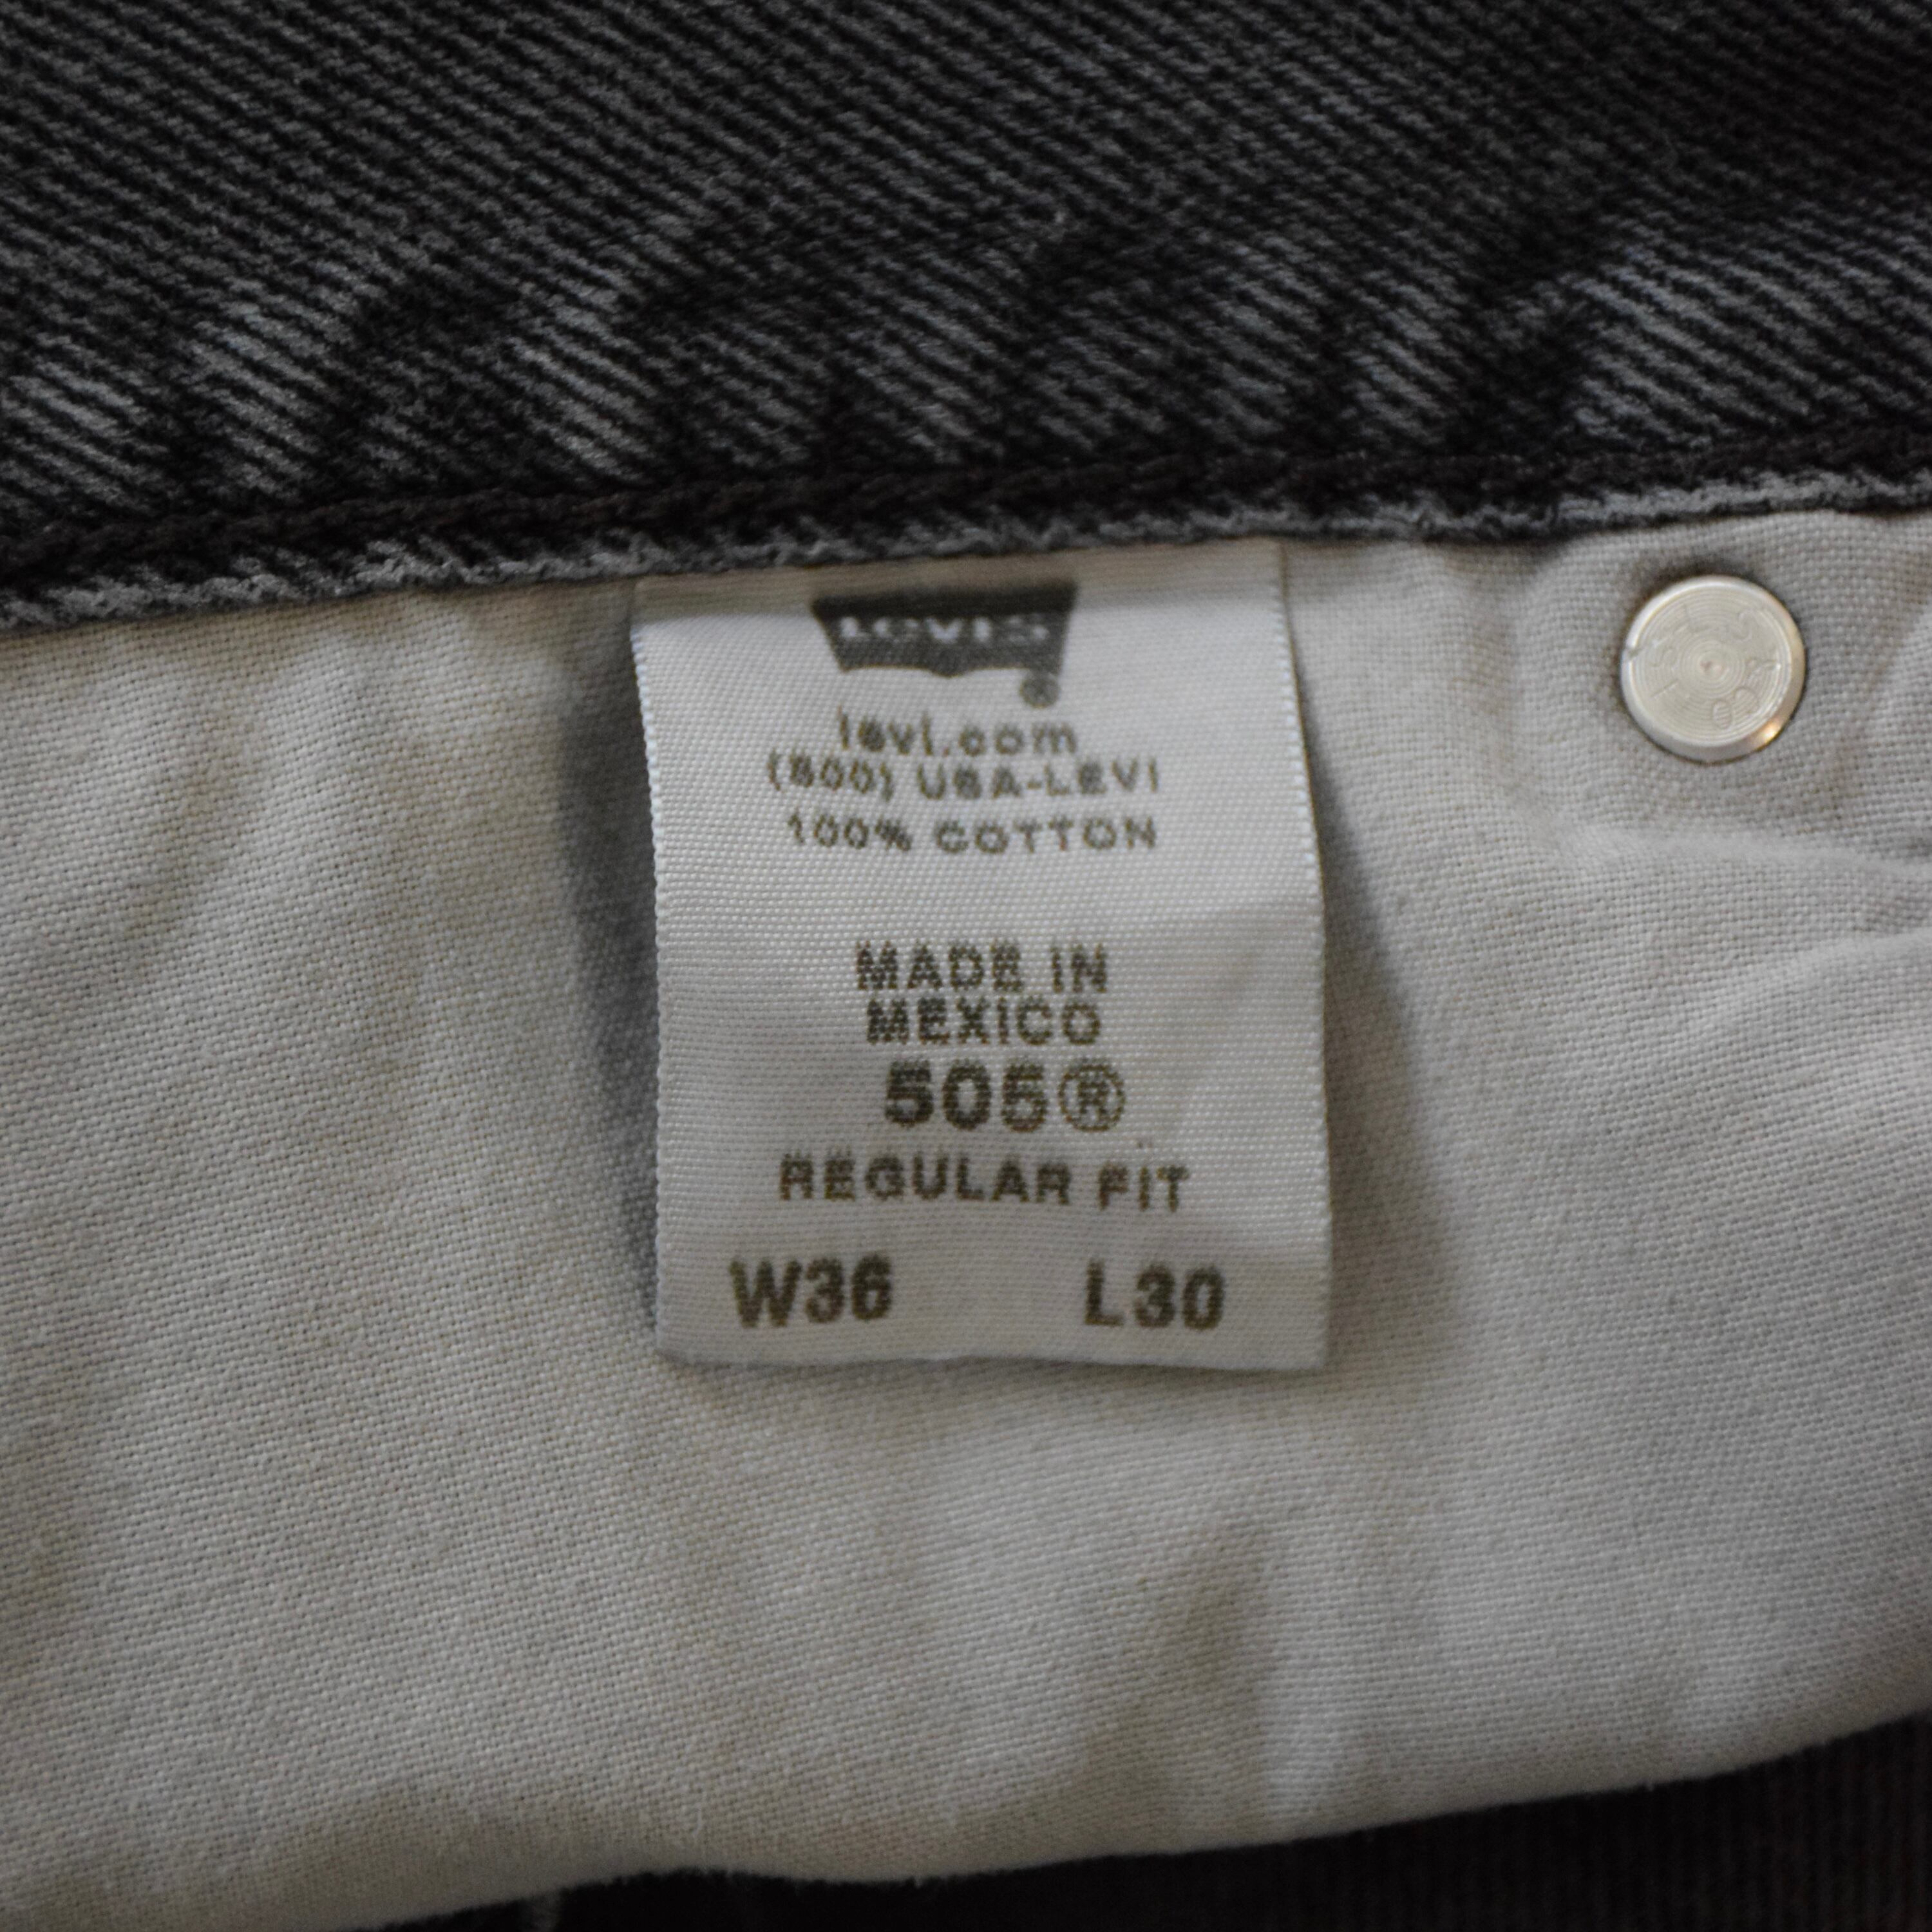 LEVI'S
®
levi.com
(800) USA-LEVI
100% COTTON
MADE IN
MEXICO
505®
REGULAR FIT
W36 L30